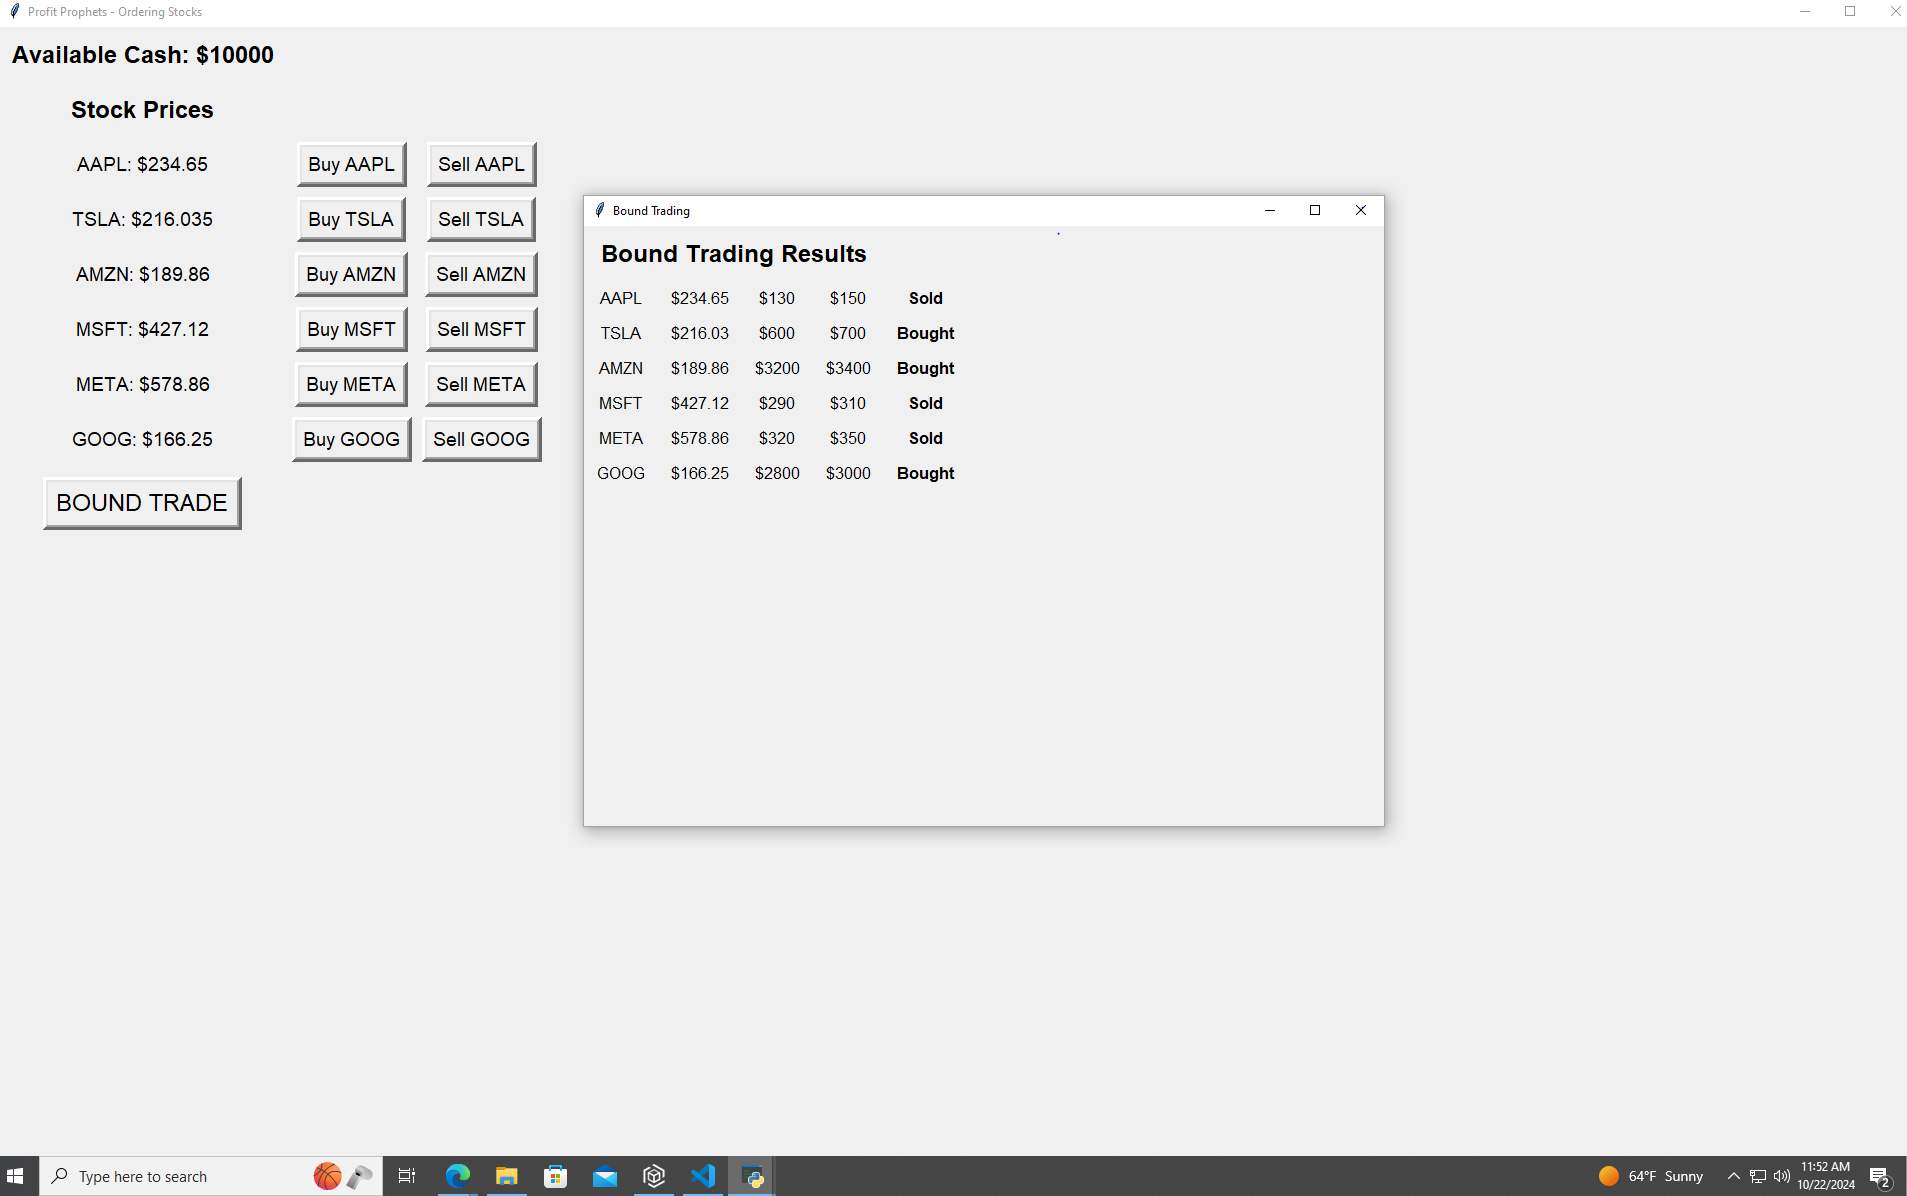 Profit Prophets - Ordering Stocks
Available Cash: $10000
Stock Prices
AAPL: $234.65 Buy AAPL Sell AAPL
TSLA: $216.035 Buy TSLA Sell TSLA
AMZN: $189.86 Buy AMZN Sell AMZN
MSFT: $427.12 Buy MSFT Sell MSFT
META: $578.86 Buy META Sell META
GOOG: $166.25 Buy GOOG Sell GOOG
BOUND TRADE
Bound Trading
Bound Trading Results
AAPL $234.65 $130 $150 Sold
TSLA $216.03 $600 $700 Bought
AMZN $189.86 $3200 $3400 Bought
MSFT $427.12 $290 $310 Sold
META $578.86 $320 $350 Sold
GOOG $166.25 $2800 $3000 Bought
Type here to search
64°F Sunny
11:52 AM
10/22/2024
2